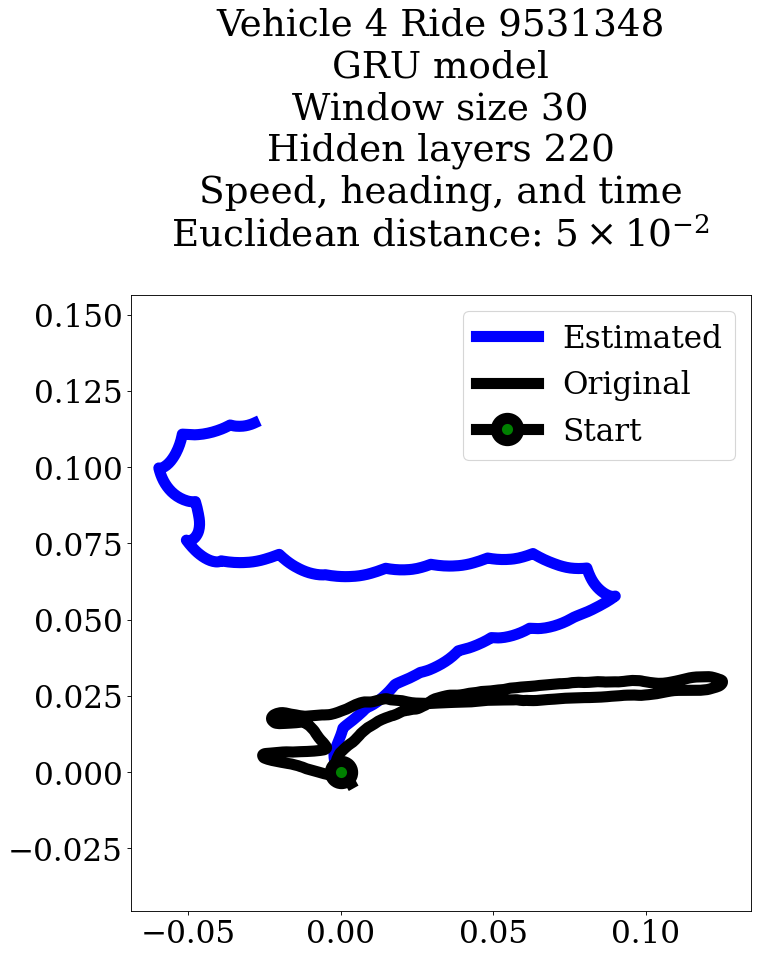 Vehicle 4 Ride 9531348
GRU model
Window size 30
Hidden layers 220
Speed, heading, and time
Euclidean distance: 5 × 10⁻²
Estimated
Original
Start
0.150
0.125
0.100
0.075
0.050
0.025
0.000
−0.025
−0.05 0.00 0.05 0.10